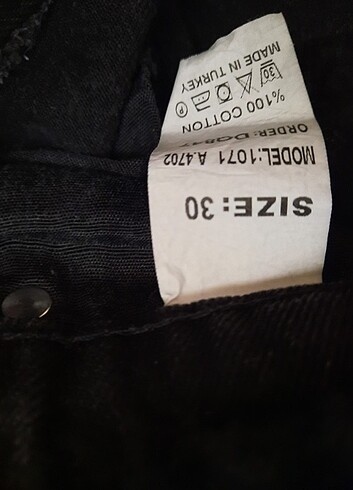 SIZE: 30
MODEL:1071 A.4702
ORDER:
%100 COTTON
30 P
MADE IN TURKEY